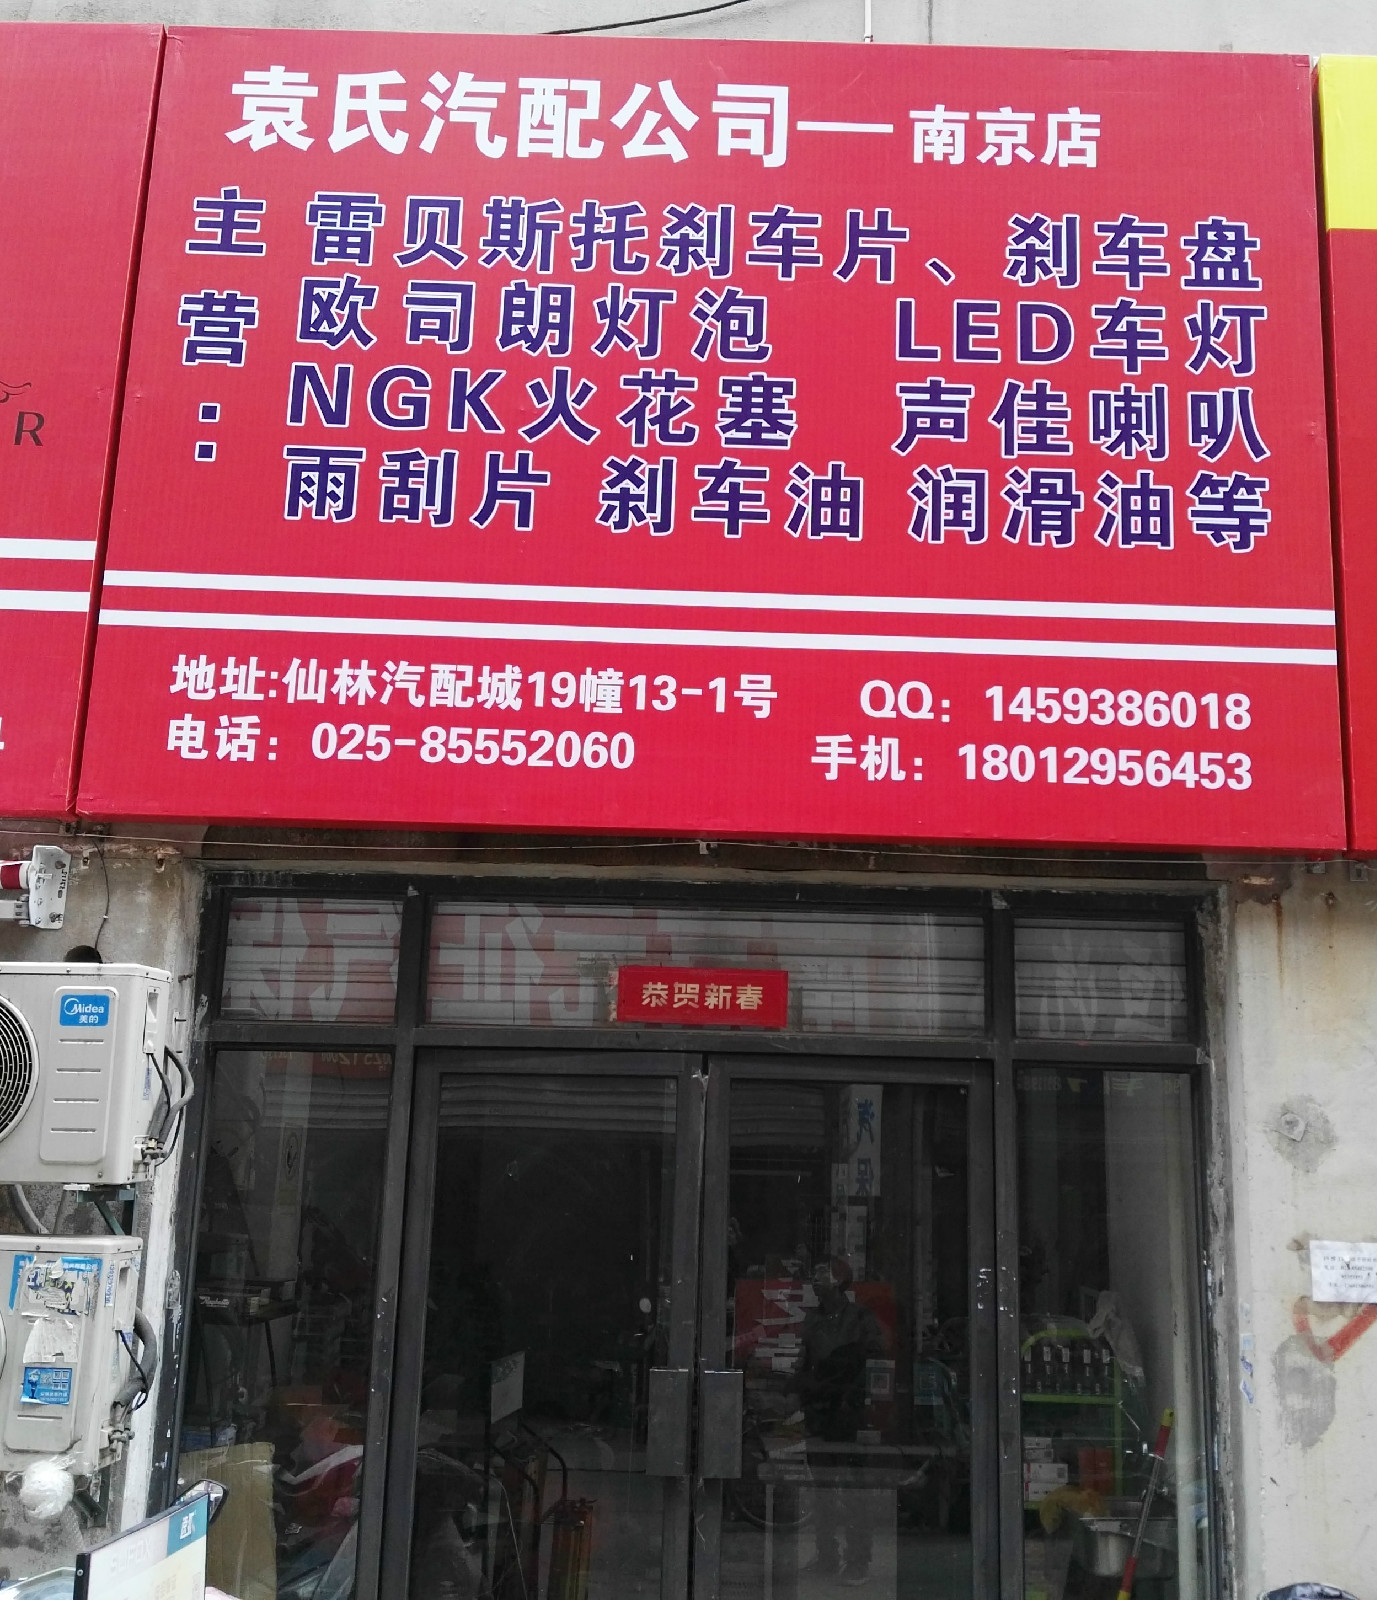 袁氏汽配公司—南京店
主营：
雷贝斯托刹车片、刹车盘
欧司朗灯泡 LED车灯
NGK火花塞 声佳喇叭
雨刮片 刹车油 润滑油等
地址:仙林汽配城19幢13-1号 QQ：1459386018
电话：025-85552060 手机：18012956453
R
恭贺新春
Midea
美的